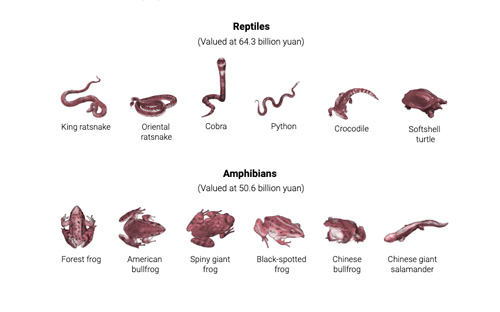 Reptiles
(Valued at 64.3 billion yuan)
King ratsnake
Oriental
ratsnake
Cobra
Python
Crocodile
Softshell
turtle
Amphibians
(Valued at 50.6 billion yuan)
Forest frog
American
bullfrog
Spiny giant
frog
Black-spotted
frog
Chinese
bullfrog
Chinese giant
salamander